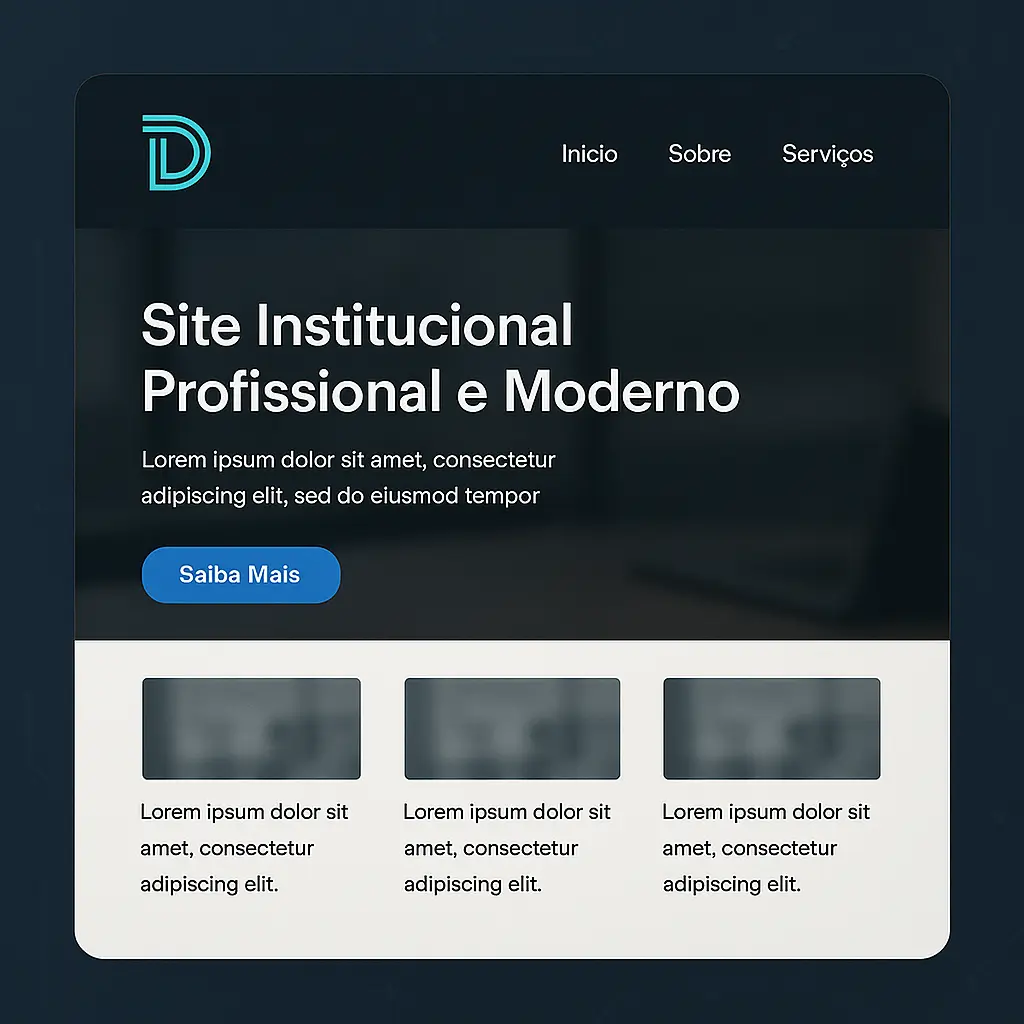 D
Inicio Sobre Serviços
Site Institucional
Profissional e Moderno
Lorem ipsum dolor sit amet, consectetur
adipiscing elit, sed do eiusmod tempor
Saiba Mais
Lorem ipsum dolor sit
amet, consectetur
adipiscing elit.
Lorem ipsum dolor sit
amet, consectetur
adipiscing elit.
Lorem ipsum dolor sit
amet, consectetur
adipiscing elit.